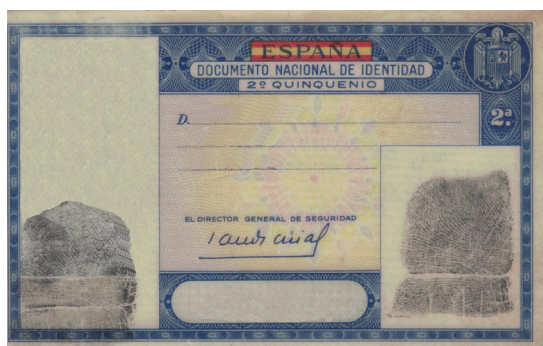 ESPAÑA
DOCUMENTO NACIONAL DE IDENTIDAD
2º QUINQUENIO
2ª
D.
EL DIRECTOR GENERAL DE SEGURIDAD